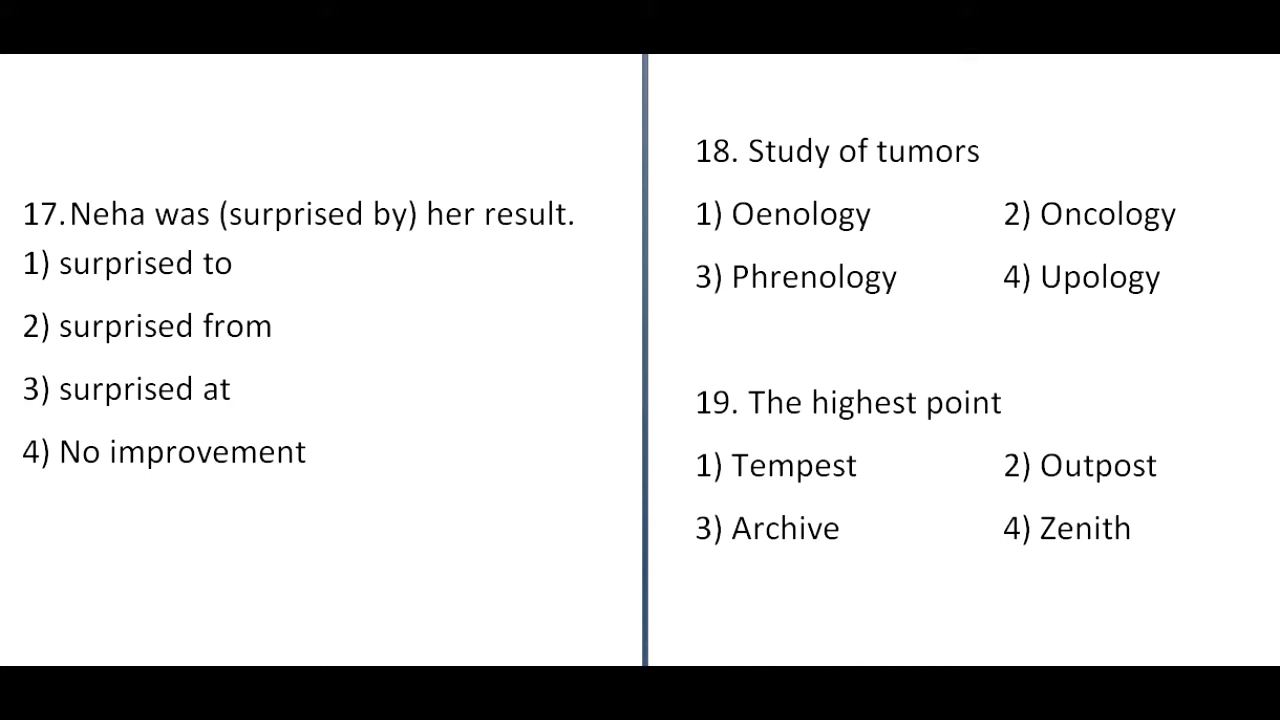 17. Neha was (surprised by) her result.
1) surprised to
2) surprised from
3) surprised at
4) No improvement
18. Study of tumors
1) Oenology 2) Oncology
3) Phrenology 4) Upology
19. The highest point
1) Tempest 2) Outpost
3) Archive 4) Zenith